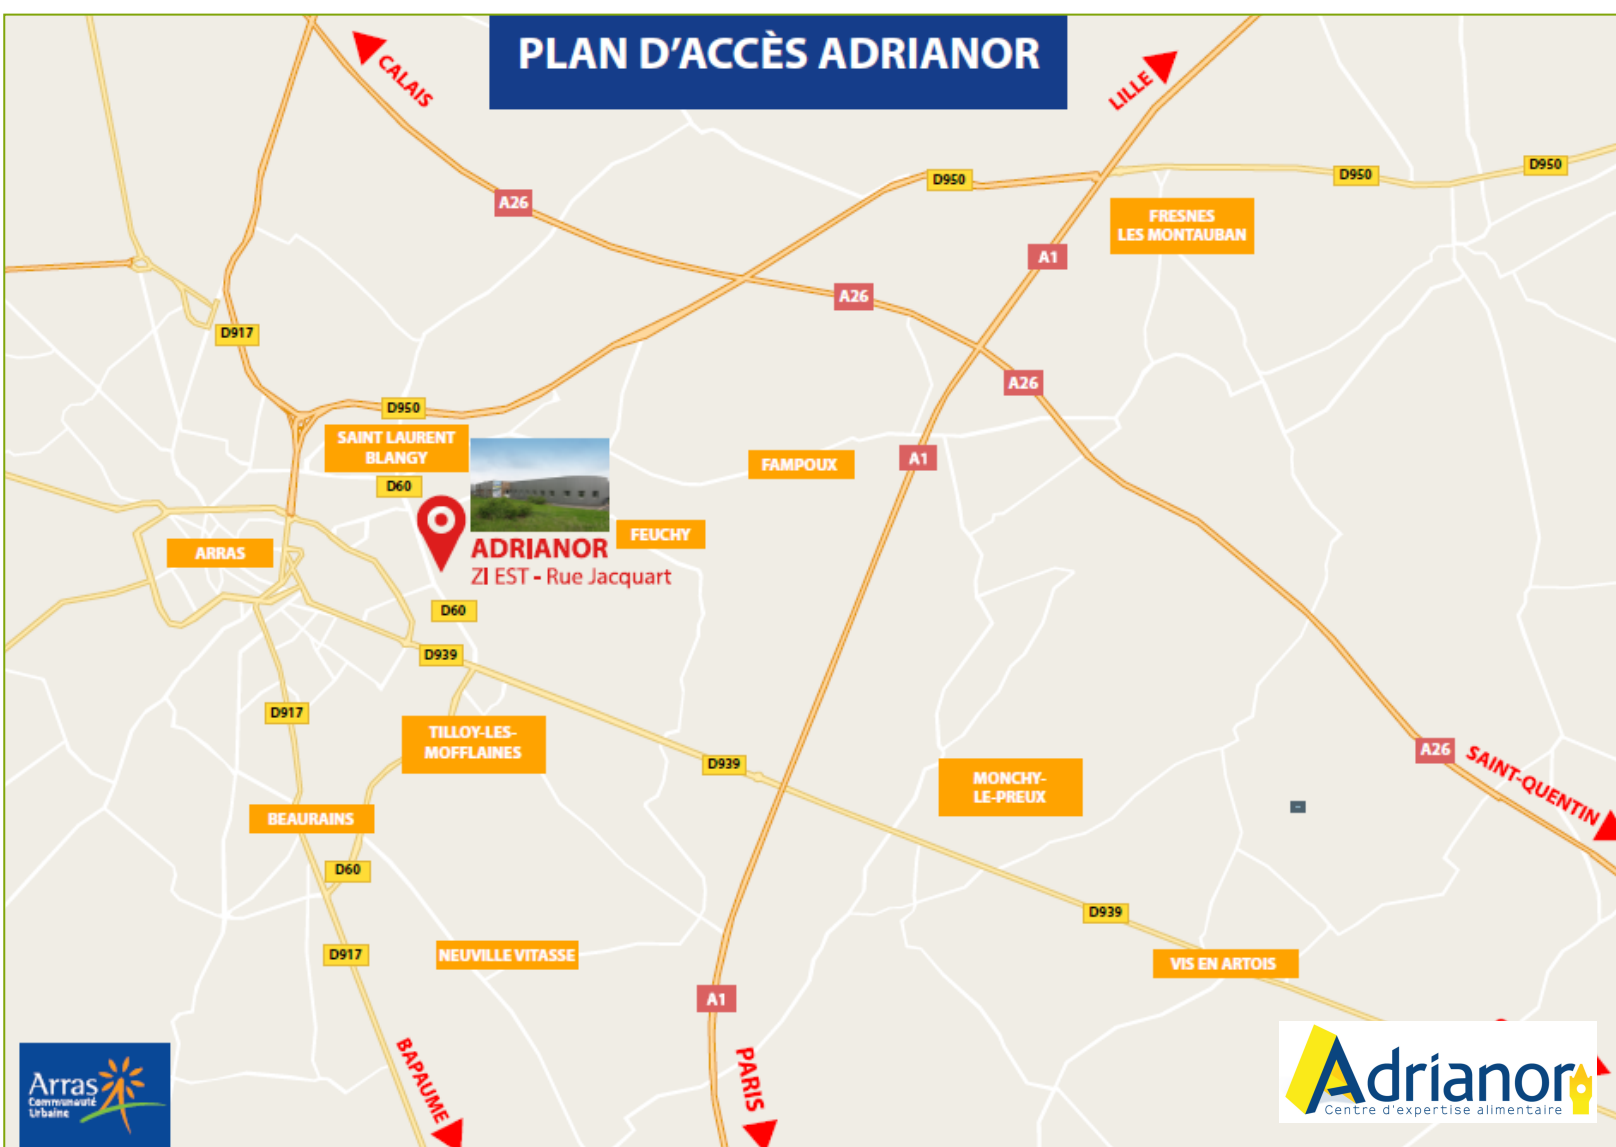 PLAN D'ACCÈS ADRIANOR
CALAIS
LILLE
D950
D950
D950
A26
FRESNES
LES MONTAUBAN
A1
A26
D917
A26
D950
SAINT LAURENT
BLANGY
FAMPOUX
A1
D60
FEUCHY
ARRAS
ADRIANOR
ZI EST - Rue Jacquart
D60
D939
D917
TILLOY-LES-
MOFFLAINES
D939
A26
SAINT-QUENTIN
MONCHY-
LE-PREUX
BEAURAINS
D60
D939
D917
NEUVILLE VITASSE
VIS EN ARTOIS
A1
BAPAUME
PARIS
Arras
Communauté
Urbaine
Adrianor
Centre d'expertise alimentaire